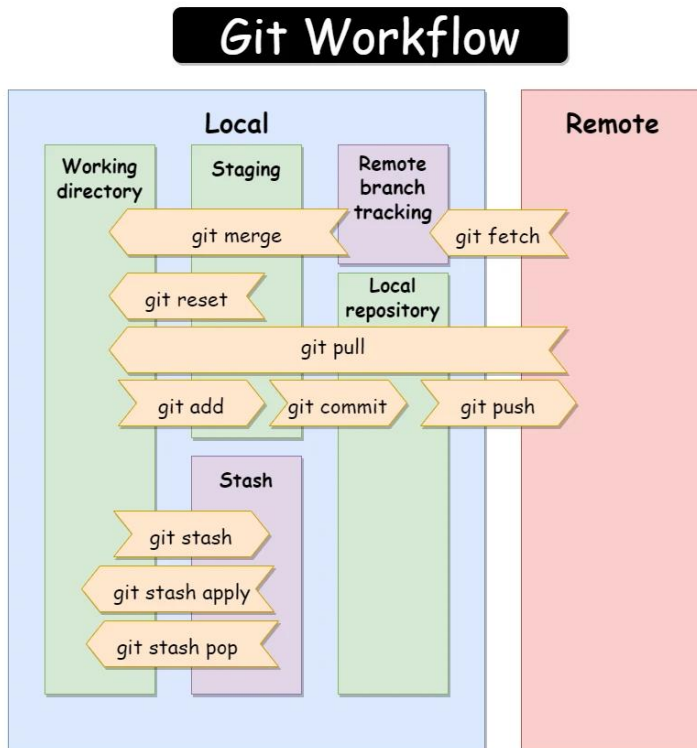 Git Workflow
Local
Remote
Working
directory
Staging
Remote
branch
tracking
git merge
git fetch
git reset
Local
repository
git pull
git add
git commit
git push
Stash
git stash
git stash apply
git stash pop